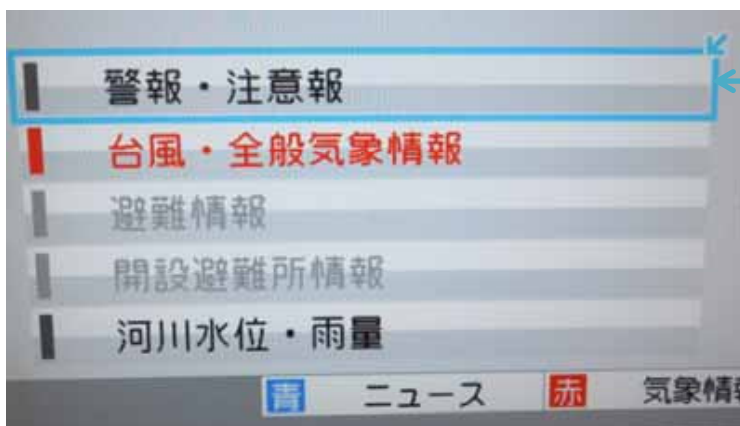 警報・注意報
台風・全般気象情報
避難情報
開設避難所情報
河川水位・雨量
青 ニュース 赤 気象情